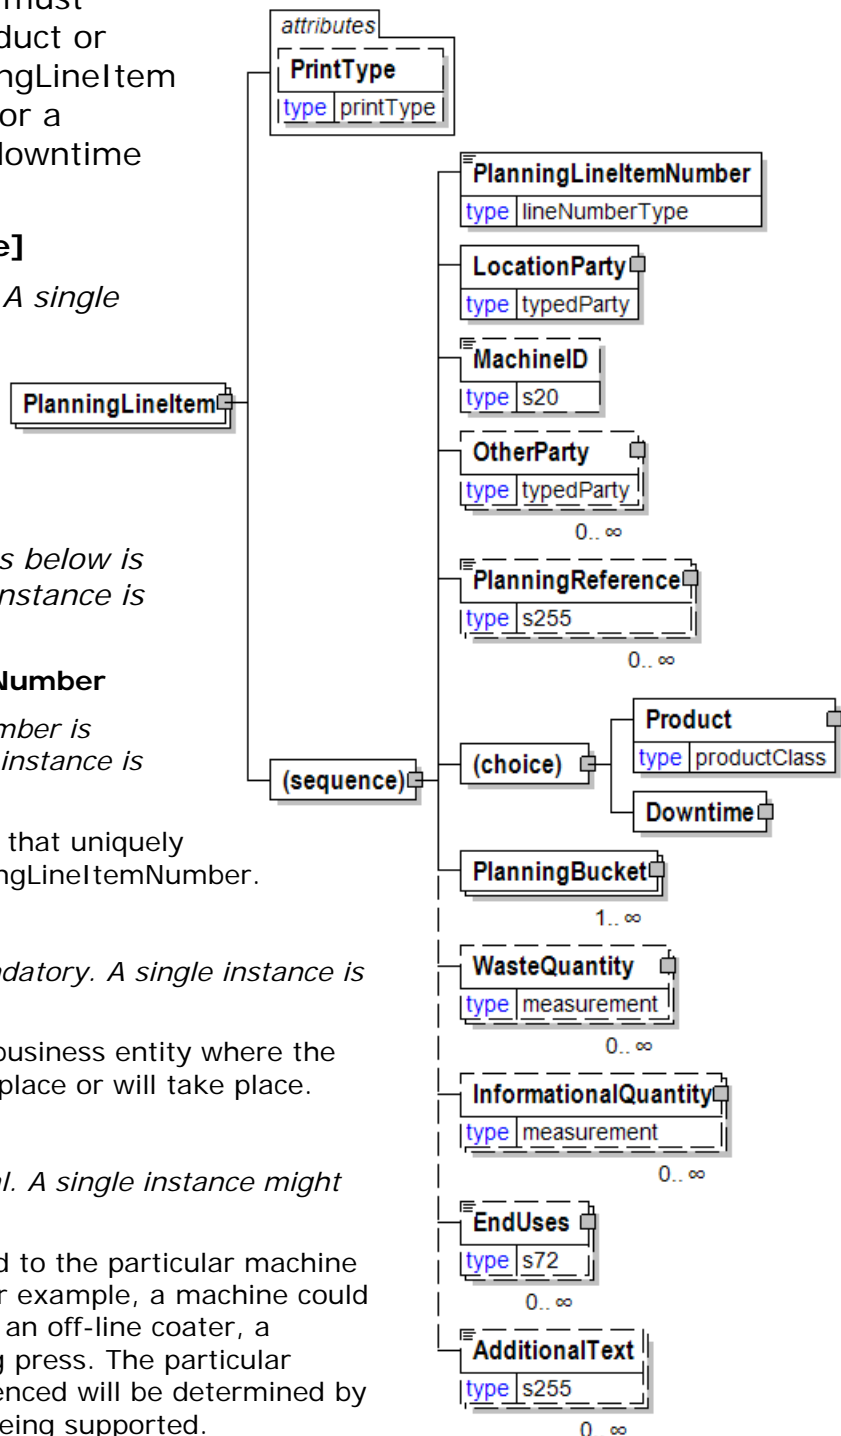 must
duct or
ngLineItem
or a
downtime
e]
A single
s below is
nstance is
Number
mber is
instance is
that uniquely
ngLineItemNumber.
ndatory. A single instance is
business entity where the
place or will take place.
al. A single instance might
d to the particular machine
r example, a machine could
an off-line coater, a
g press. The particular
enced will be determined by
being supported.
attributes
PrintType
type printType
PlanningLineItem
(sequence)
PlanningLineItemNumber
type lineNumberType
LocationParty
type typedParty
MachineID
type s20
OtherParty
type typedParty
0.. ∞
PlanningReference
type s255
0.. ∞
(choice)
Product
type productClass
Downtime
PlanningBucket
1.. ∞
WasteQuantity
type measurement
0.. ∞
InformationalQuantity
type measurement
0.. ∞
EndUses
type s72
0.. ∞
AdditionalText
type s255
0.. ∞